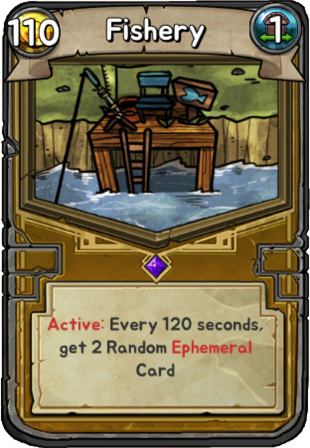 110 Fishery 1
Active: Every 120 seconds,
get 2 Random Ephemeral
Card